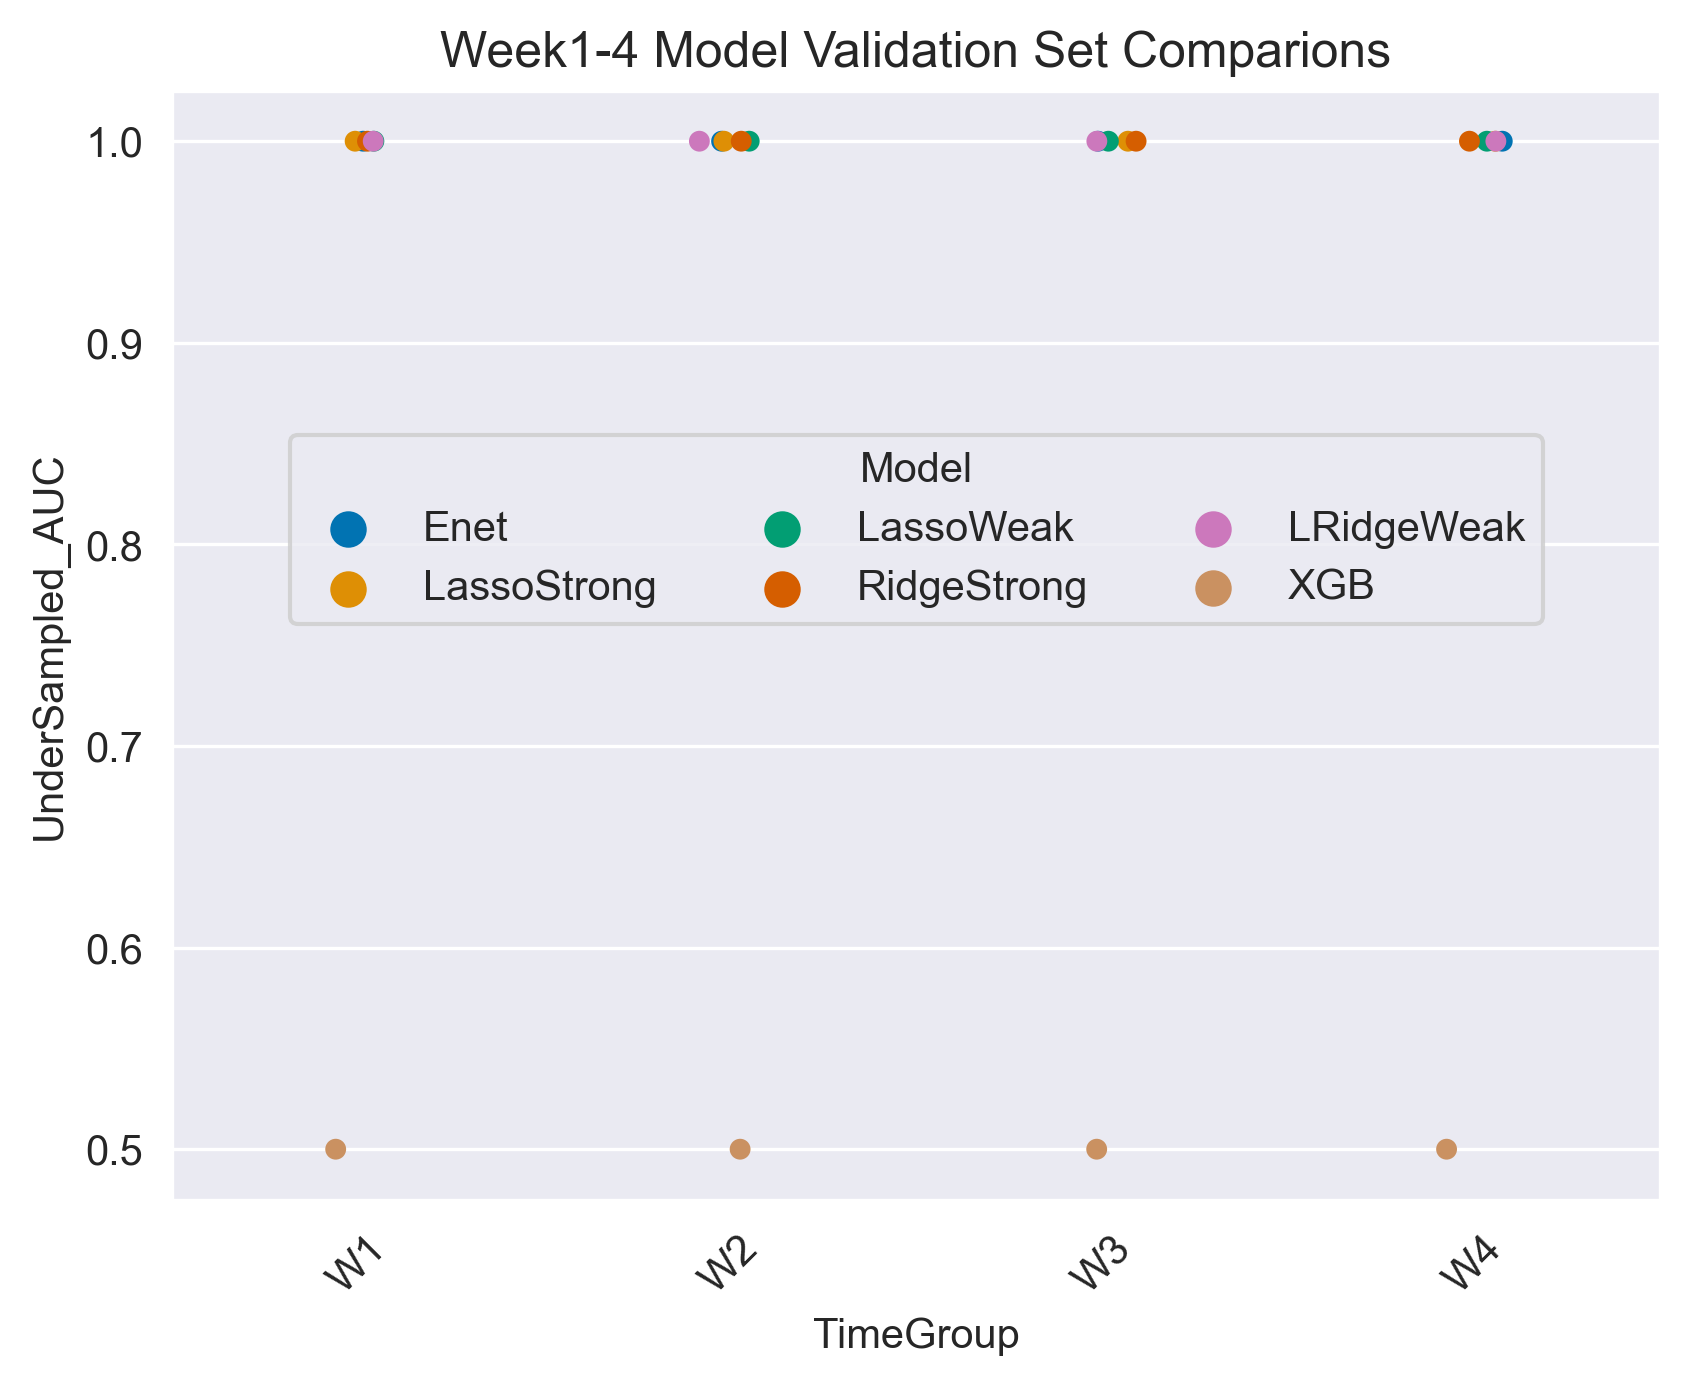 Week1-4 Model Validation Set Comparions
1.0
0.9
0.8
0.7
0.6
0.5
UnderSampled_AUC
Model
Enet
LassoStrong
LassoWeak
RidgeStrong
LRidgeWeak
XGB
W1
W2
W3
W4
TimeGroup